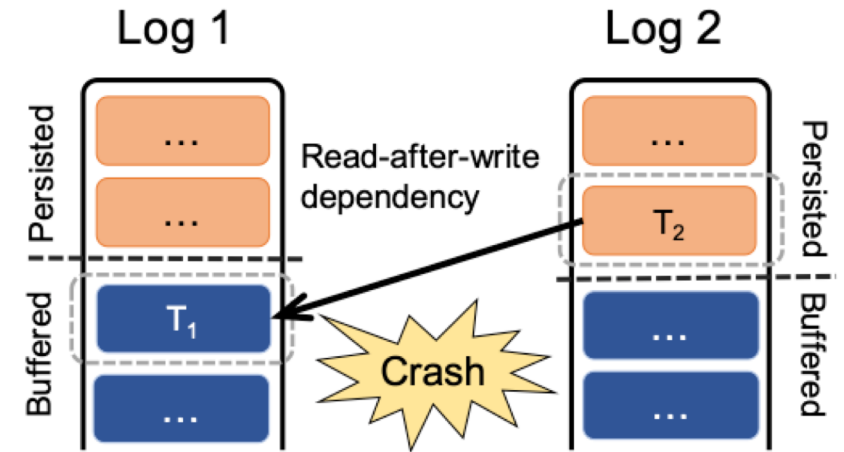 Log 1
Log 2
Persisted
...
...
Read-after-write
dependency
...
T₂
Persisted
Buffered
T₁
...
Crash
...
...
Buffered